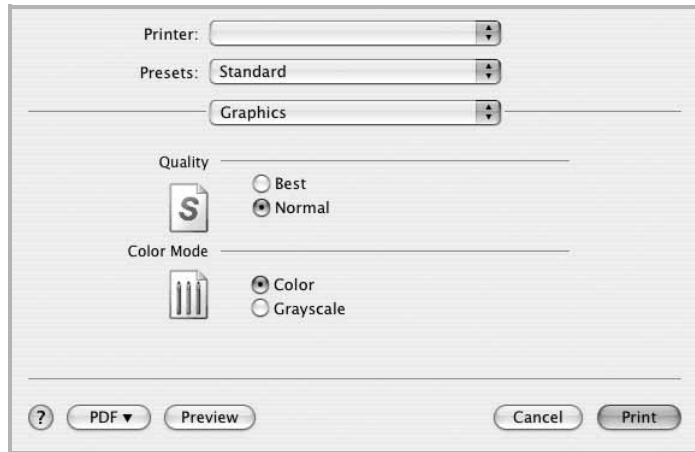 Printer:
Presets: Standard
Graphics
Quality
Best
S
Normal
Color Mode
Color
Grayscale
? PDF▼ Preview Cancel Print